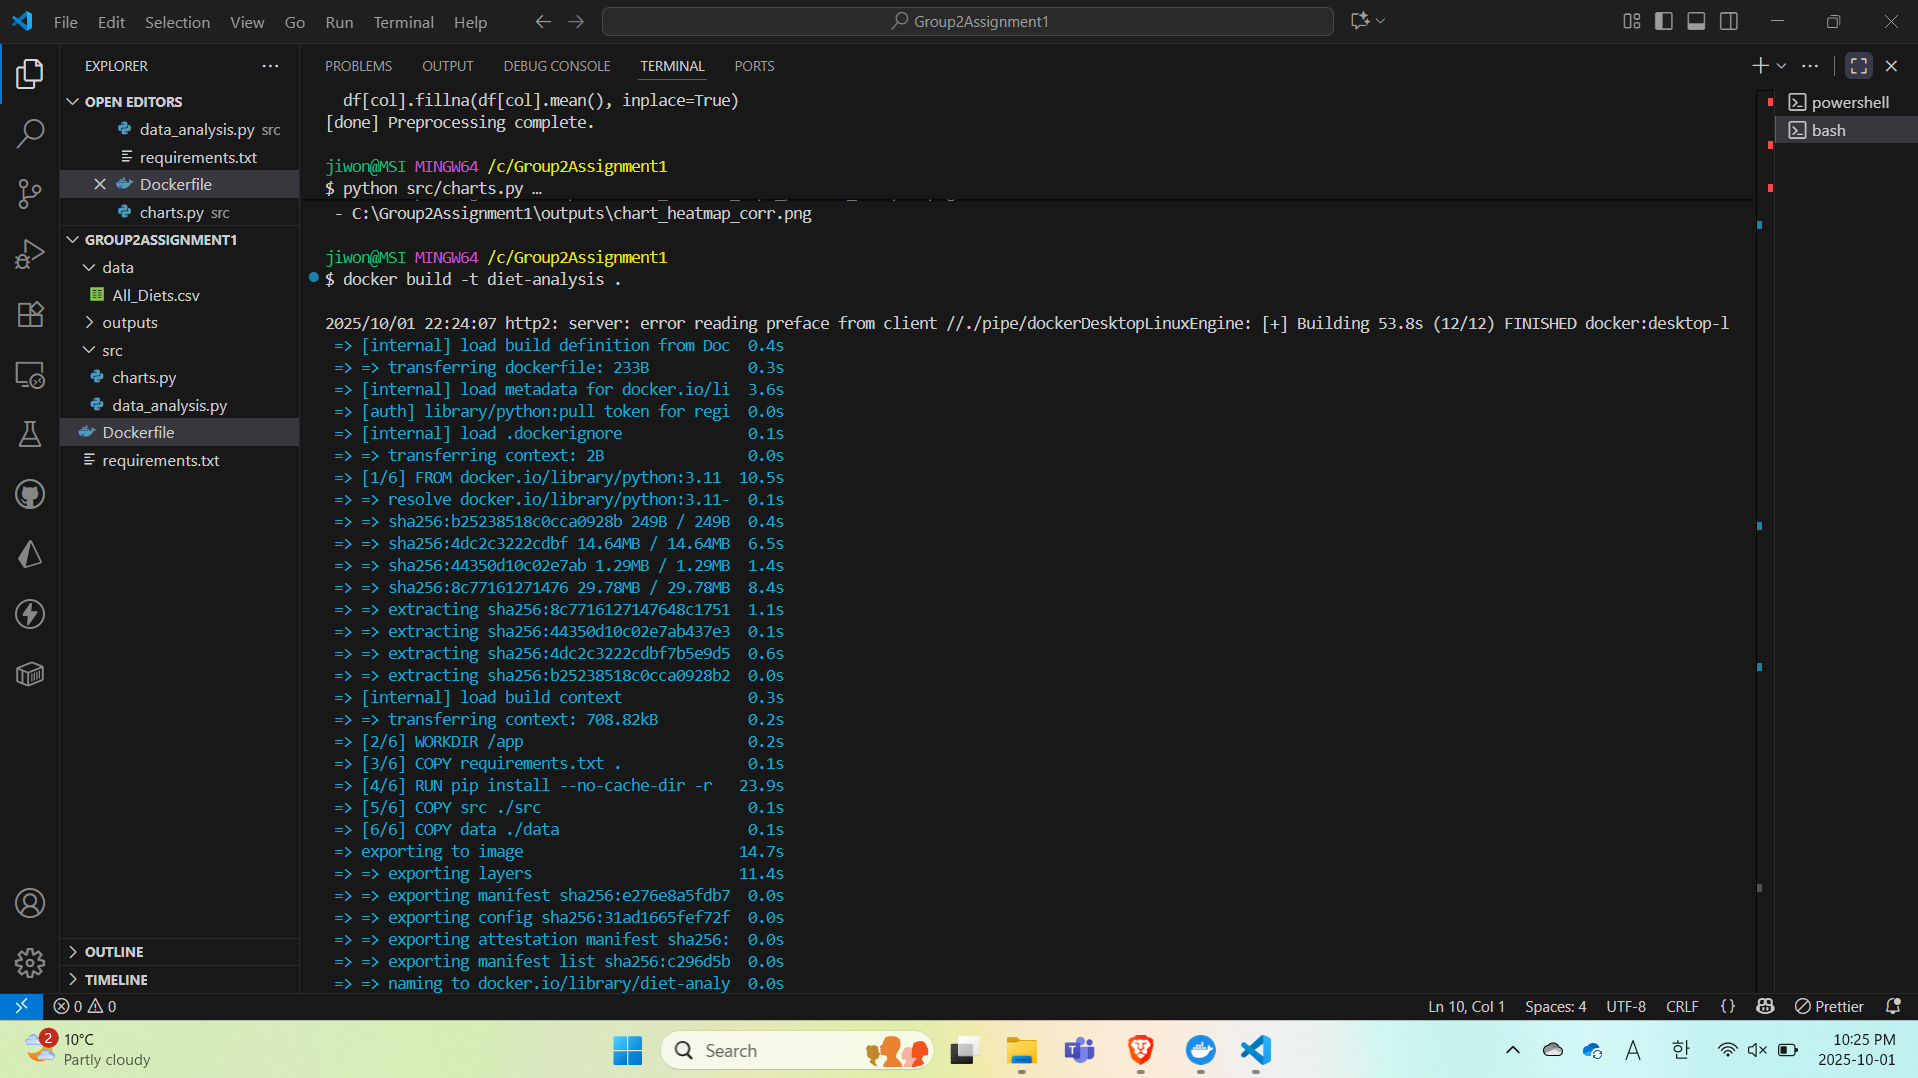 File Edit Selection View Go Run Terminal Help
Group2Assignment1
EXPLORER
OPEN EDITORS
data_analysis.py src
requirements.txt
Dockerfile
charts.py src
GROUP2ASSIGNMENT1
data
All_Diets.csv
outputs
src
charts.py
data_analysis.py
Dockerfile
requirements.txt
OUTLINE
TIMELINE
PROBLEMS OUTPUT DEBUG CONSOLE TERMINAL PORTS
df[col].fillna(df[col].mean(), inplace=True)
[done] Preprocessing complete.
jiwon@MSI MINGW64 /c/Group2Assignment1
$ python src/charts.py …
- C:\Group2Assignment1\outputs\chart_heatmap_corr.png
jiwon@MSI MINGW64 /c/Group2Assignment1
$ docker build -t diet-analysis .
2025/10/01 22:24:07 http2: server: error reading preface from client //./pipe/dockerDesktopLinuxEngine: [+] Building 53.8s (12/12) FINISHED docker:desktop-l
=> [internal] load build definition from Doc 0.4s
=> => transferring dockerfile: 233B 0.3s
=> [internal] load metadata for docker.io/li 3.6s
=> [auth] library/python:pull token for regi 0.0s
=> [internal] load .dockerignore 0.1s
=> => transferring context: 2B 0.0s
=> [1/6] FROM docker.io/library/python:3.11 10.5s
=> => resolve docker.io/library/python:3.11- 0.1s
=> => sha256:b25238518c0cca0928b 249B / 249B 0.4s
=> => sha256:4dc2c3222cdbf 14.64MB / 14.64MB 6.5s
=> => sha256:44350d10c02e7ab 1.29MB / 1.29MB 1.4s
=> => sha256:8c77161271476 29.78MB / 29.78MB 8.4s
=> => extracting sha256:8c7716127147648c1751 1.1s
=> => extracting sha256:44350d10c02e7ab437e3 0.1s
=> => extracting sha256:4dc2c3222cdbf7b5e9d5 0.6s
=> => extracting sha256:b25238518c0cca0928b2 0.0s
=> [internal] load build context 0.3s
=> => transferring context: 708.82kB 0.2s
=> [2/6] WORKDIR /app 0.2s
=> [3/6] COPY requirements.txt . 0.1s
=> [4/6] RUN pip install --no-cache-dir -r 23.9s
=> [5/6] COPY src ./src 0.1s
=> [6/6] COPY data ./data 0.1s
=> exporting to image 14.7s
=> => exporting layers 11.4s
=> => exporting manifest sha256:e276e8a5fdb7 0.0s
=> => exporting config sha256:31ad1665fef72f 0.0s
=> => exporting attestation manifest sha256: 0.0s
=> => exporting manifest list sha256:c296d5b 0.0s
=> => naming to docker.io/library/diet-analy 0.0s
powershell
bash
0 0
Ln 10, Col 1 Spaces: 4 UTF-8 CRLF {} Prettier
2
10°C
Partly cloudy
Search
A 한
10:25 PM
2025-10-01